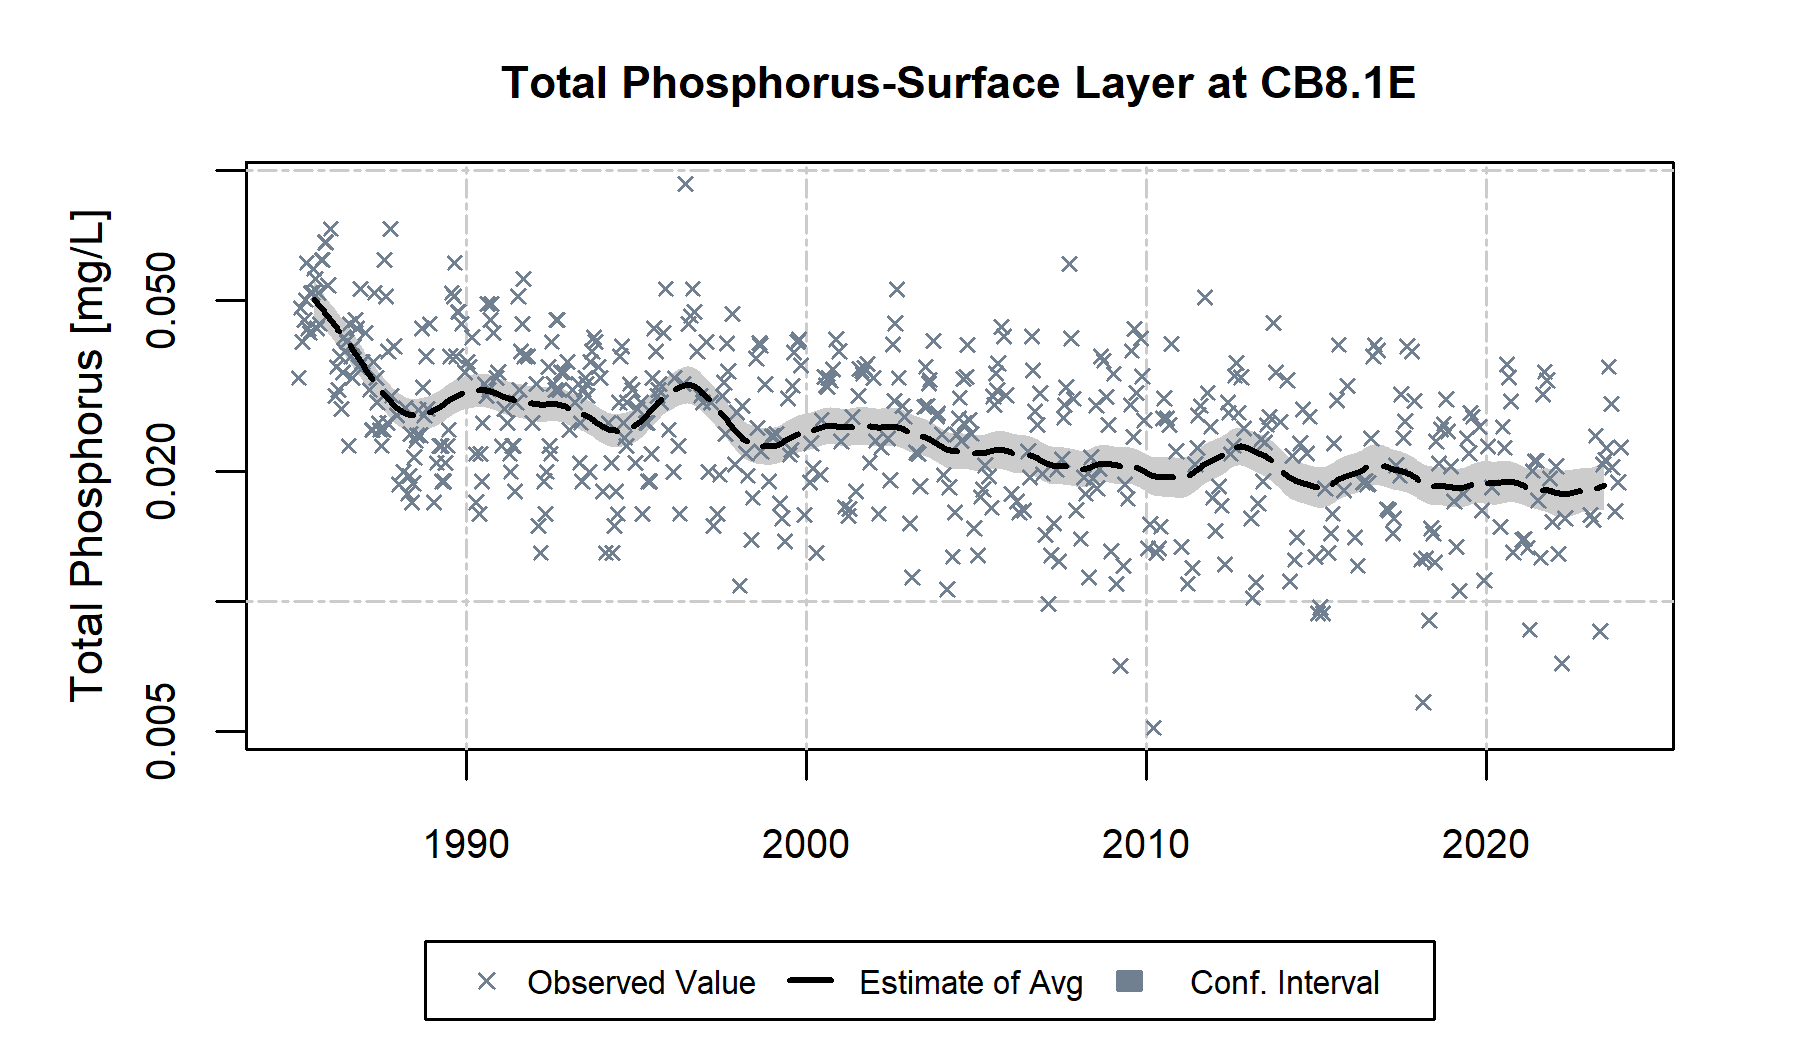 Total Phosphorus-Surface Layer at CB8.1E
Total Phosphorus [mg/L]
0.050
0.020
0.005
1990 2000 2010 2020
Observed Value Estimate of Avg Conf. Interval